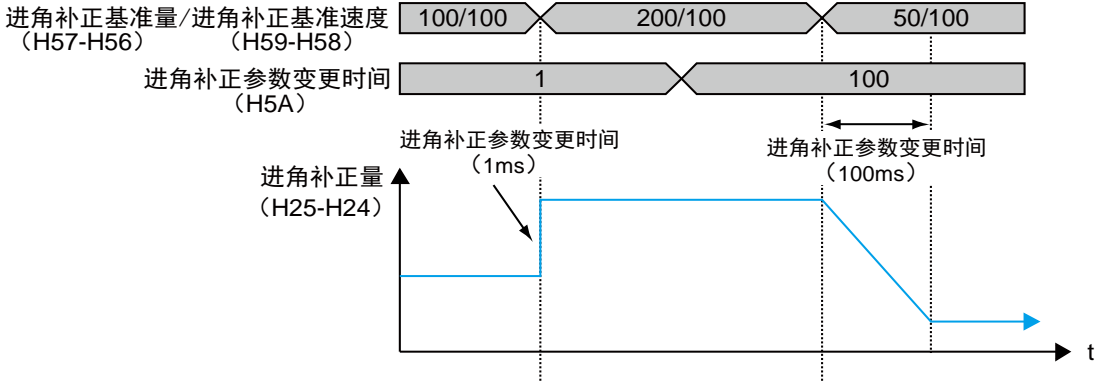 进角补正基准量/进角补正基准速度
（H57-H56） （H59-H58）
100/100 200/100 50/100
进角补正参数变更时间
（H5A）
1 100
进角补正参数变更时间
（1ms）
进角补正参数变更时间
（100ms）
进角补正量
（H25-H24）
t